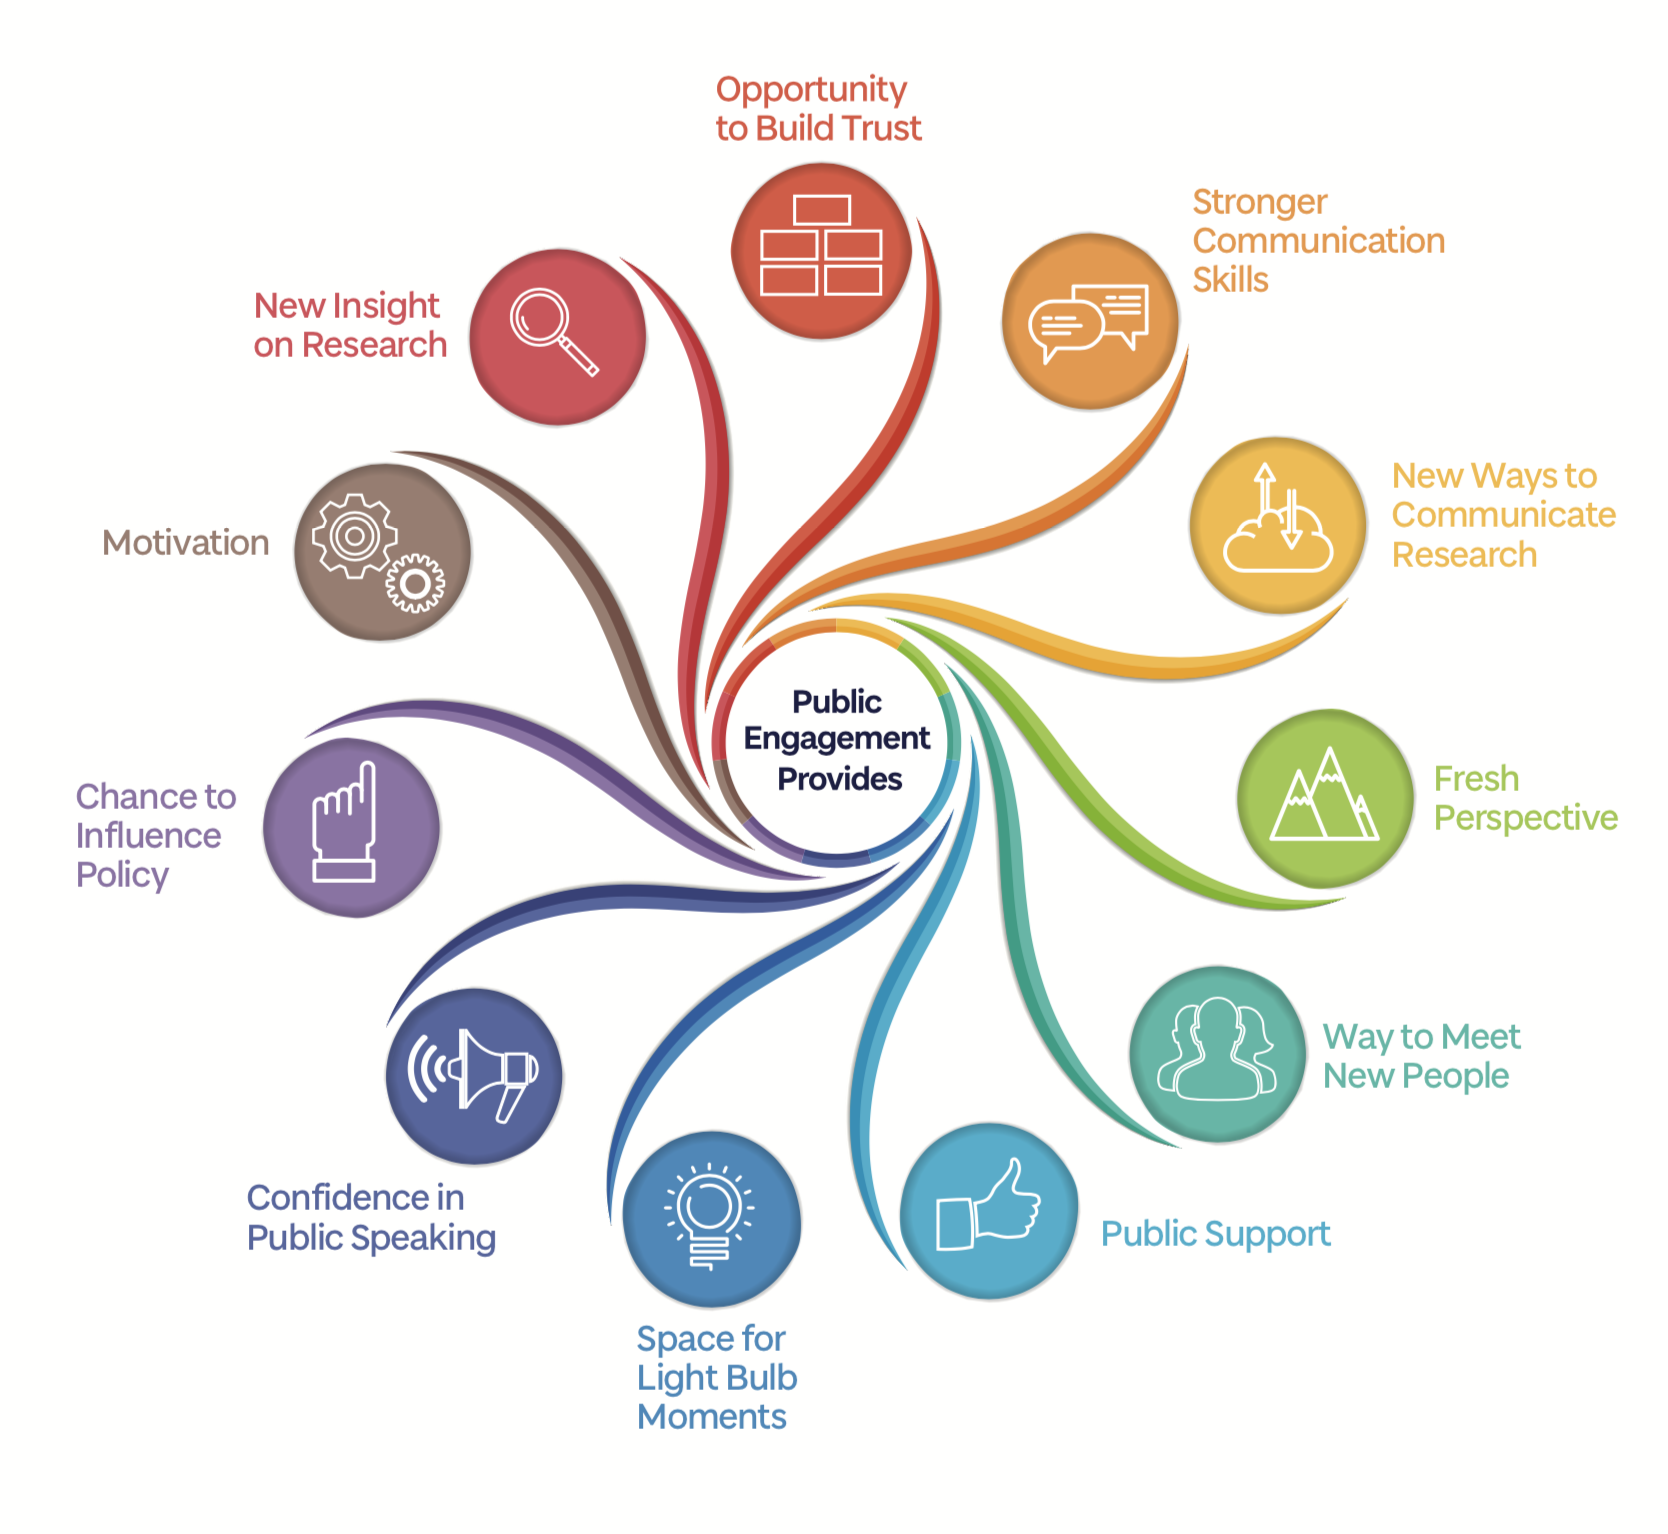 Opportunity
to Build Trust
Stronger
Communication
Skills
New Ways to
Communicate
Research
Fresh
Perspective
Way to Meet
New People
Public Support
Space for
Light Bulb
Moments
Confidence in
Public Speaking
Chance to
Influence
Policy
Motivation
New Insight
on Research
Public
Engagement
Provides